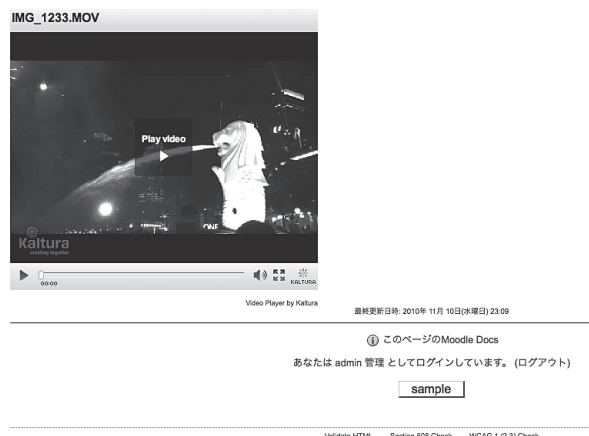 IMG_1233.MOV
Play video
ONE
Kaltura
creating together
00:00
KALTURA
Video Player by Kaltura
最終更新日時: 2010年 11月 10日(水曜日) 23:09
このページのMoodle Docs
あなたは admin 管理 としてログインしています。 (ログアウト)
sample
Validate HTML Section 508 Check WCAG 1 (2,3) Check